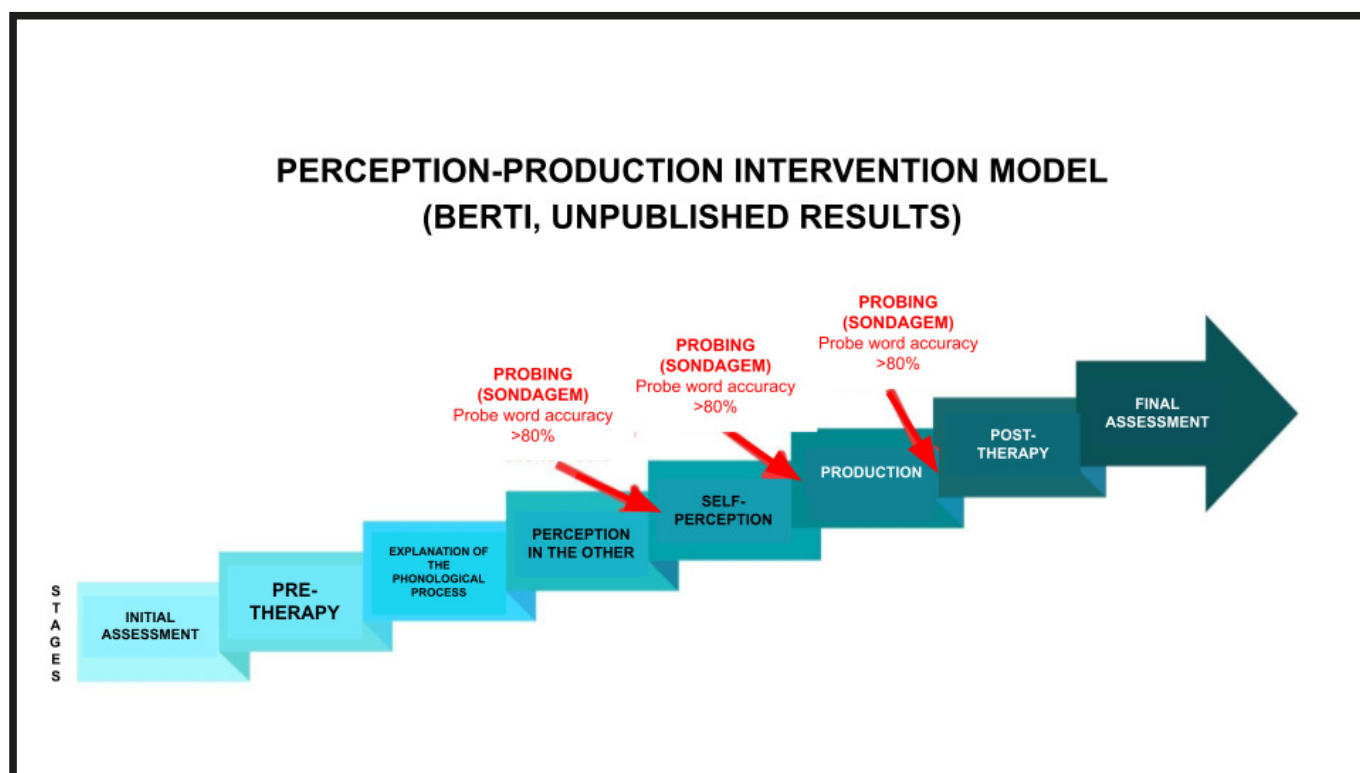 PERCEPTION-PRODUCTION INTERVENTION MODEL
(BERTI, UNPUBLISHED RESULTS)
PROBING
(SONDAGEM)
Probe word accuracy
>80%
PROBING
(SONDAGEM)
Probe word accuracy
>80%
PROBING
(SONDAGEM)
Probe word accuracy
>80%
STAGES
INITIAL
ASSESSMENT
PRE-
THERAPY
EXPLANATION OF
THE
PHONOLOGICAL
PROCESS
PERCEPTION
IN THE OTHER
SELF-
PERCEPTION
PRODUCTION
POST-
THERAPY
FINAL
ASSESSMENT